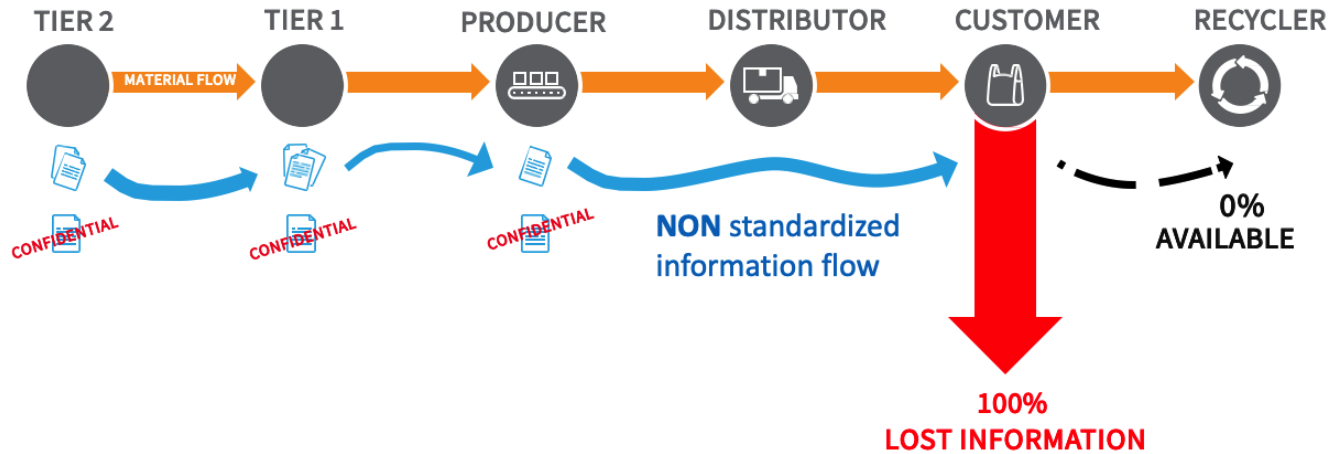 TIER 2
TIER 1
PRODUCER
DISTRIBUTOR
CUSTOMER
RECYCLER
MATERIAL FLOW
CONFIDENTIAL
CONFIDENTIAL
CONFIDENTIAL
NON standardized
information flow
0%
AVAILABLE
100%
LOST INFORMATION